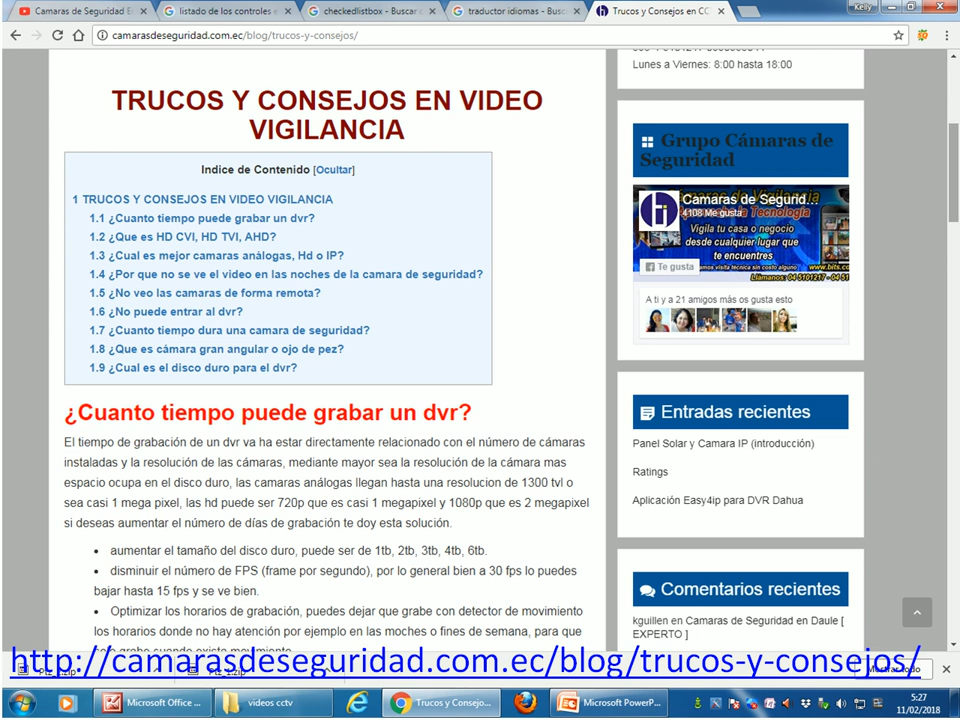 Camaras de Seguridad E
listado de los controles e
checkedlistbox - Buscar c
traductor idiomas - Busc
Trucos y Consejos en CC
Kelly
camarasdeseguridad.com.ec/blog/trucos-y-consejos/
Lunes a Viernes: 8:00 hasta 18:00
TRUCOS Y CONSEJOS EN VIDEO
VIGILANCIA
Indice de Contenido [Ocultar]
1 TRUCOS Y CONSEJOS EN VIDEO VIGILANCIA
1.1 ¿Cuanto tiempo puede grabar un dvr?
1.2 ¿Que es HD CVI, HD TVI, AHD?
1.3 ¿Cual es mejor camaras análogas, Hd o IP?
1.4 ¿Por que no se ve el video en las noches de la camara de seguridad?
1.5 ¿No veo las camaras de forma remota?
1.6 ¿No puede entrar al dvr?
1.7 ¿Cuanto tiempo dura una camara de seguridad?
1.8 ¿Que es cámara gran angular o ojo de pez?
1.9 ¿Cual es el disco duro para el dvr?
¿Cuanto tiempo puede grabar un dvr?
El tiempo de grabación de un dvr va ha estar directamente relacionado con el número de cámaras
instaladas y la resolución de las cámaras, mediante mayor sea la resolución de la cámara mas
espacio ocupa en el disco duro, las camaras análogas llegan hasta una resolucion de 1300 tvl o
sea casi 1 mega pixel, las hd puede ser 720p que es casi 1 megapixel y 1080p que es 2 megapixel
si deseas aumentar el número de días de grabación te doy esta solución.
• aumentar el tamaño del disco duro, puede ser de 1tb, 2tb, 3tb, 4tb, 6tb.
• disminuir el número de FPS (frame por segundo), por lo general bien a 30 fps lo puedes
bajar hasta 15 fps y se ve bien.
• Optimizar los horarios de grabación, puedes dejar que grabe con detector de movimiento
los horarios donde no hay atención por ejemplo en las moches o fines de semana, para que
Grupo Cámaras de
Seguridad
Camaras de Segurid...
4108 Me gusta
la Tecnología
Vigila tu casa o negocio
desde cualquier lugar que
te encuentres
Te gusta
visita técnica sin costo alguno
www.bits.co
Llámanos: 04 5101217 - 04 51
A ti y a 21 amigos más os gusta esto
Entradas recientes
Panel Solar y Camara IP (introducción)
Ratings
Aplicación Easy4ip para DVR Dahua
Comentarios recientes
kguillen en Camaras de Seguridad en Daule [
EXPERTO ]
http://camarasdeseguridad.com.ec/blog/trucos-y-consejos/
Mostrar todo
Microsoft Office ...
videos cctv
Trucos y Consejo...
Microsoft PowerP...
5:27
11/02/2018